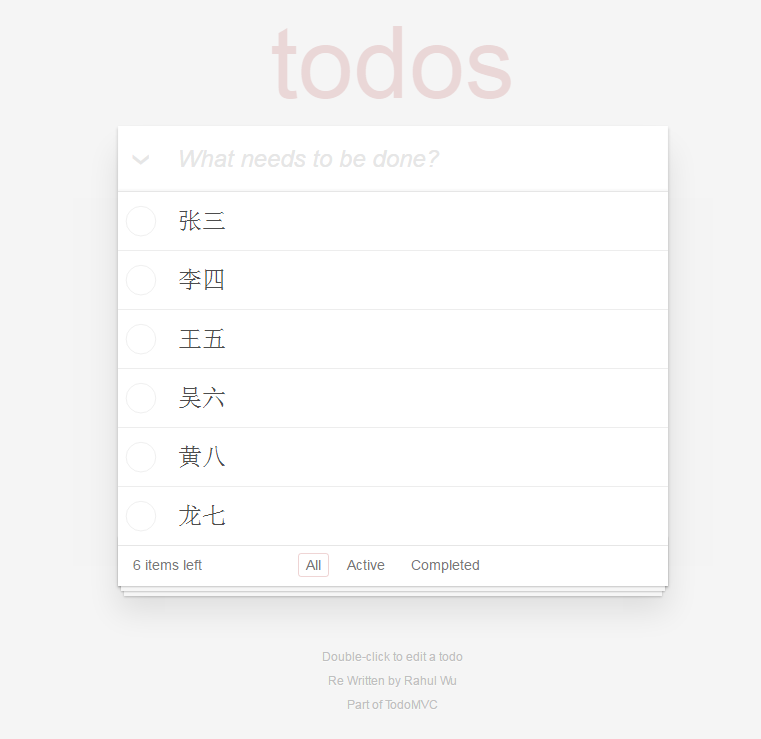 todos
What needs to be done?
张三
李四
王五
吴六
黄八
龙七
6 items left All Active Completed
Double-click to edit a todo
Re Written by Rahul Wu
Part of TodoMVC